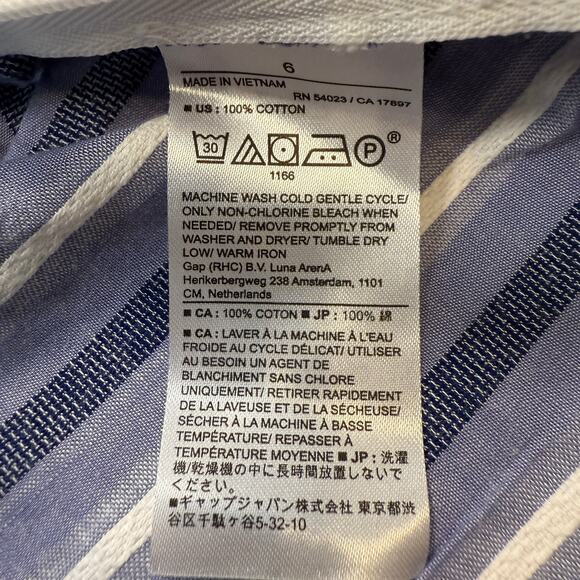 6
MADE IN VIETNAM
RN 54023 / CA 17897
■ US : 100% COTTON
30 P ®
1166
MACHINE WASH COLD GENTLE CYCLE/
ONLY NON-CHLORINE BLEACH WHEN
NEEDED/ REMOVE PROMPTLY FROM
WASHER AND DRYER/ TUMBLE DRY
LOW/ WARM IRON
Gap (RHC) B.V. Luna ArenA
Herikerbergweg 238 Amsterdam, 1101
CM, Netherlands
■ CA : 100% COTON ■ JP : 100% 綿
■ CA : LAVER À LA MACHINE À L'EAU
FROIDE AU CYCLE DÉLICAT/ UTILISER
AU BESOIN UN AGENT DE
BLANCHIMENT SANS CHLORE
UNIQUEMENT/ RETIRER RAPIDEMENT
DE LA LAVEUSE ET DE LA SÉCHEUSE/
SÉCHER À LA MACHINE À BASSE
TEMPÉRATURE/ REPASSER À
TEMPÉRATURE MOYENNE ■ JP : 洗濯
機/乾燥機の中に長時間放置しないで
ください。
■ギャップジャパン株式会社 東京都渋
谷区千駄ヶ谷5-32-10